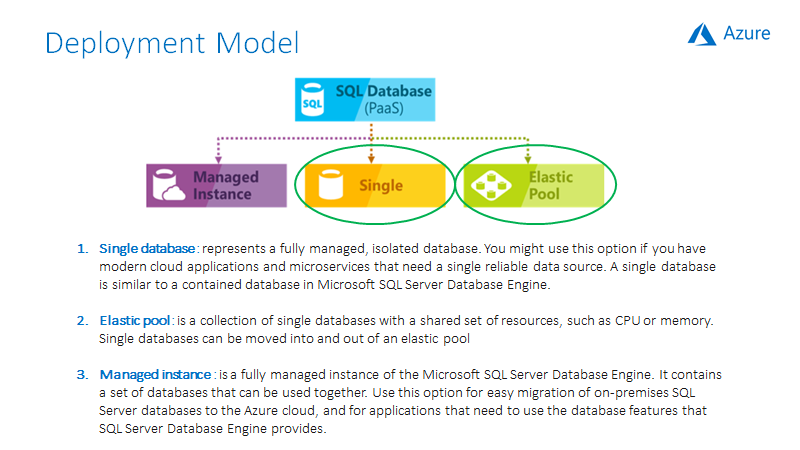 Deployment Model
Azure
SQL
SQL Database
(PaaS)
Managed
Instance
Single
Elastic
Pool
1. Single database: represents a fully managed, isolated database. You might use this option if you have
modern cloud applications and microservices that need a single reliable data source. A single database
is similar to a contained database in Microsoft SQL Server Database Engine.
2. Elastic pool: is a collection of single databases with a shared set of resources, such as CPU or memory.
Single databases can be moved into and out of an elastic pool
3. Managed instance: is a fully managed instance of the Microsoft SQL Server Database Engine. It contains
a set of databases that can be used together. Use this option for easy migration of on-premises SQL
Server databases to the Azure cloud, and for applications that need to use the database features that
SQL Server Database Engine provides.